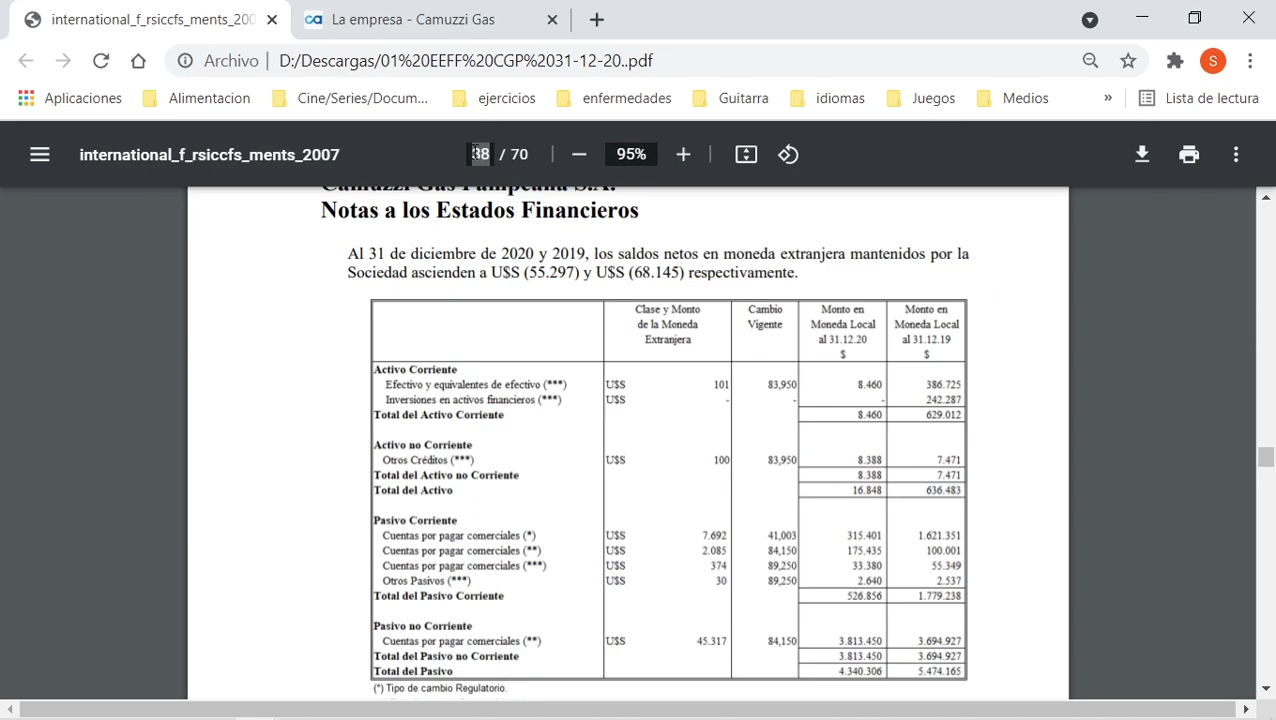 international_f_rsiccfs_ments_200
La empresa - Camuzzi Gas
Archivo | D:/Descargas/01%20EEFF%20CGP%2031-12-20..pdf
S
Aplicaciones Alimentacion Cine/Series/Docum... ejercicios enfermedades Guitarra idiomas Juegos Medios » Lista de lectura
international_f_rsiccfs_ments_2007 38 / 70 95%
Camuzzi Gas Pampeana S.A.
Notas a los Estados Financieros
Al 31 de diciembre de 2020 y 2019, los saldos netos en moneda extranjera mantenidos por la
Sociedad ascienden a U$S (55.297) y U$S (68.145) respectivamente.
Clase y Monto Cambio Monto en Monto en
de la Moneda Vigente Moneda Local Moneda Local
Extranjera al 31.12.20 al 31.12.19
$ $
Activo Corriente
Efectivo y equivalentes de efectivo (***) U$S 101 83,950 8.460 386.725
Inversiones en activos financieros (***) U$S - - - 242.287
Total del Activo Corriente 8.460 629.012
Activo no Corriente
Otros Créditos (***) U$S 100 83,950 8.388 7.471
Total del Activo no Corriente 8.388 7.471
Total del Activo 16.848 636.483
Pasivo Corriente
Cuentas por pagar comerciales (*) U$S 7.692 41,003 315.401 1.621.351
Cuentas por pagar comerciales (**) U$S 2.085 84,150 175.435 100.001
Cuentas por pagar comerciales (***) U$S 374 89,250 33.380 55.349
Otros Pasivos (***) U$S 30 89,250 2.640 2.537
Total del Pasivo Corriente 526.856 1.779.238
Pasivo no Corriente
Cuentas por pagar comerciales (**) U$S 45.317 84,150 3.813.450 3.694.927
Total del Pasivo no Corriente 3.813.450 3.694.927
Total del Pasivo 4.340.306 5.474.165
(*) Tipo de cambio Regulatorio.